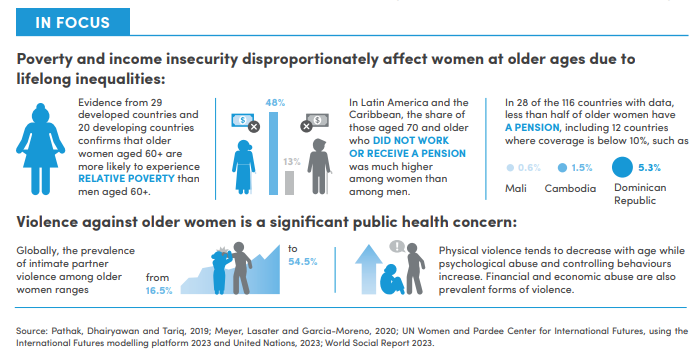 IN FOCUS
Poverty and income insecurity disproportionately affect women at older ages due to
lifelong inequalities:
Evidence from 29
developed countries and
20 developing countries
confirms that older
women aged 60+ are
more likely to experience
RELATIVE POVERTY than
men aged 60+.
48%
$
$
13%
In Latin America and the
Caribbean, the share of
those aged 70 and older
who DID NOT WORK
OR RECEIVE A PENSION
was much higher
among women than
among men.
In 28 of the 116 countries with data,
less than half of older women have
A PENSION, including 12 countries
where coverage is below 10%, such as
0.6%
1.5%
5.3%
Mali
Cambodia
Dominican
Republic
Violence against older women is a significant public health concern:
Globally, the prevalence
of intimate partner
violence among older
women ranges
from
16.5%
to
54.5%
!
Physical violence tends to decrease with age while
psychological abuse and controlling behaviours
increase. Financial and economic abuse are also
prevalent forms of violence.
Source: Pathak, Dhairyawan and Tariq, 2019; Meyer, Lasater and Garcia-Moreno, 2020; UN Women and Pardee Center for International Futures, using the
International Futures modelling platform 2023 and United Nations, 2023; World Social Report 2023.